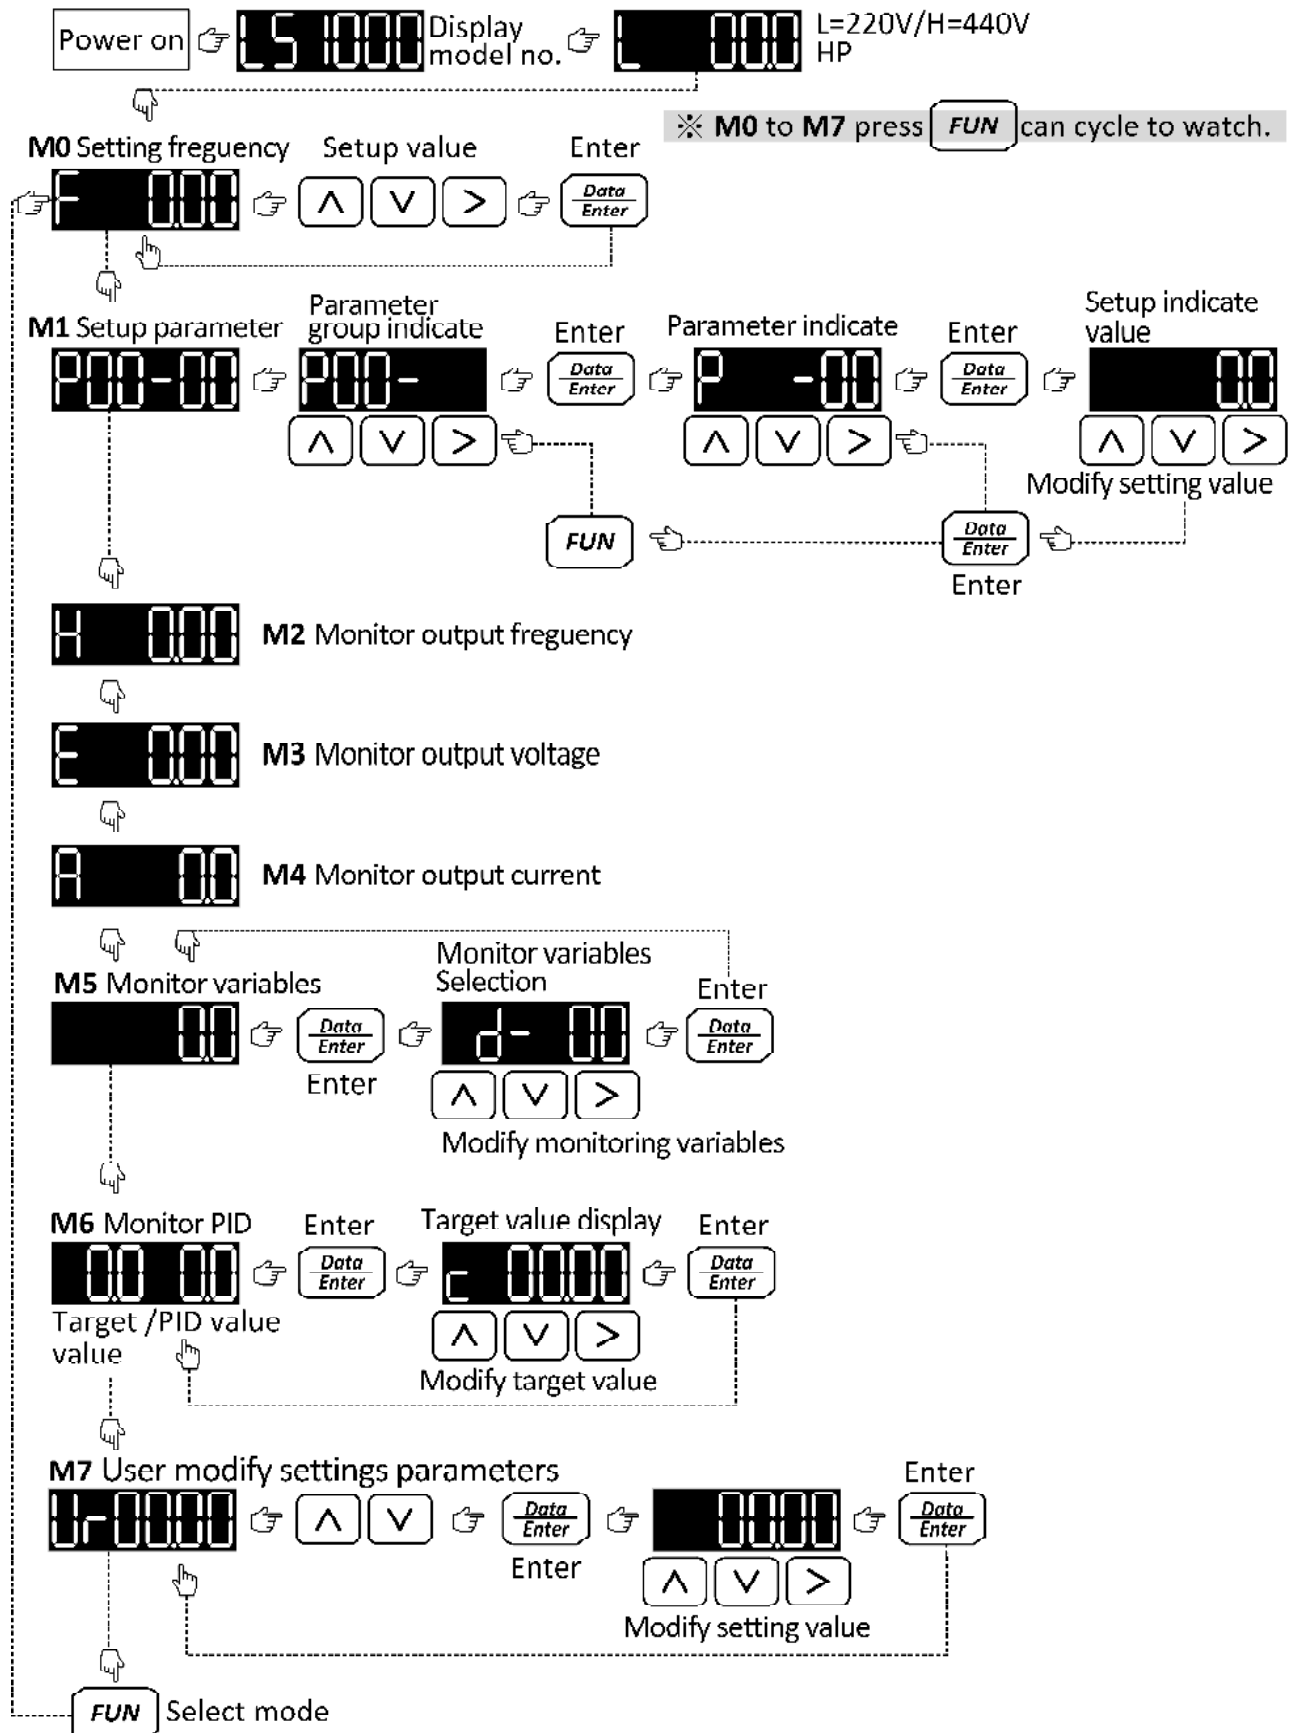 Power on
LS1000
Display
model no.
L 00.0
L=220V/H=440V
HP
※ M0 to M7 press FUN can cycle to watch.
M0 Setting freguency
Setup value
Enter
F 0.00
∧ ∨ >
Data
Enter
M1 Setup parameter
Parameter
group indicate
Enter
Parameter indicate
Enter
Setup indicate
value
P00-00
P00-
Data
Enter
P -00
Data
Enter
0.0
∧ ∨ >
∧ ∨ >
∧ ∨ >
Modify setting value
FUN
Data
Enter
Enter
H 0.00
M2 Monitor output freguency
E 0.00
M3 Monitor output voltage
A 0.0
M4 Monitor output current
M5 Monitor variables
Monitor variables
Selection
Enter
0.0
Data
Enter
Enter
d- 00
Data
Enter
∧ ∨ >
Modify monitoring variables
M6 Monitor PID
Enter
Target value display
Enter
0.0 0.0
Data
Enter
c 00.00
Data
Enter
Target /PID value
value
∧ ∨ >
Modify target value
M7 User modify settings parameters
Enter
Ur-00.00
∧ ∨
Data
Enter
Enter
00.00
Data
Enter
∧ ∨ >
Modify setting value
FUN Select mode